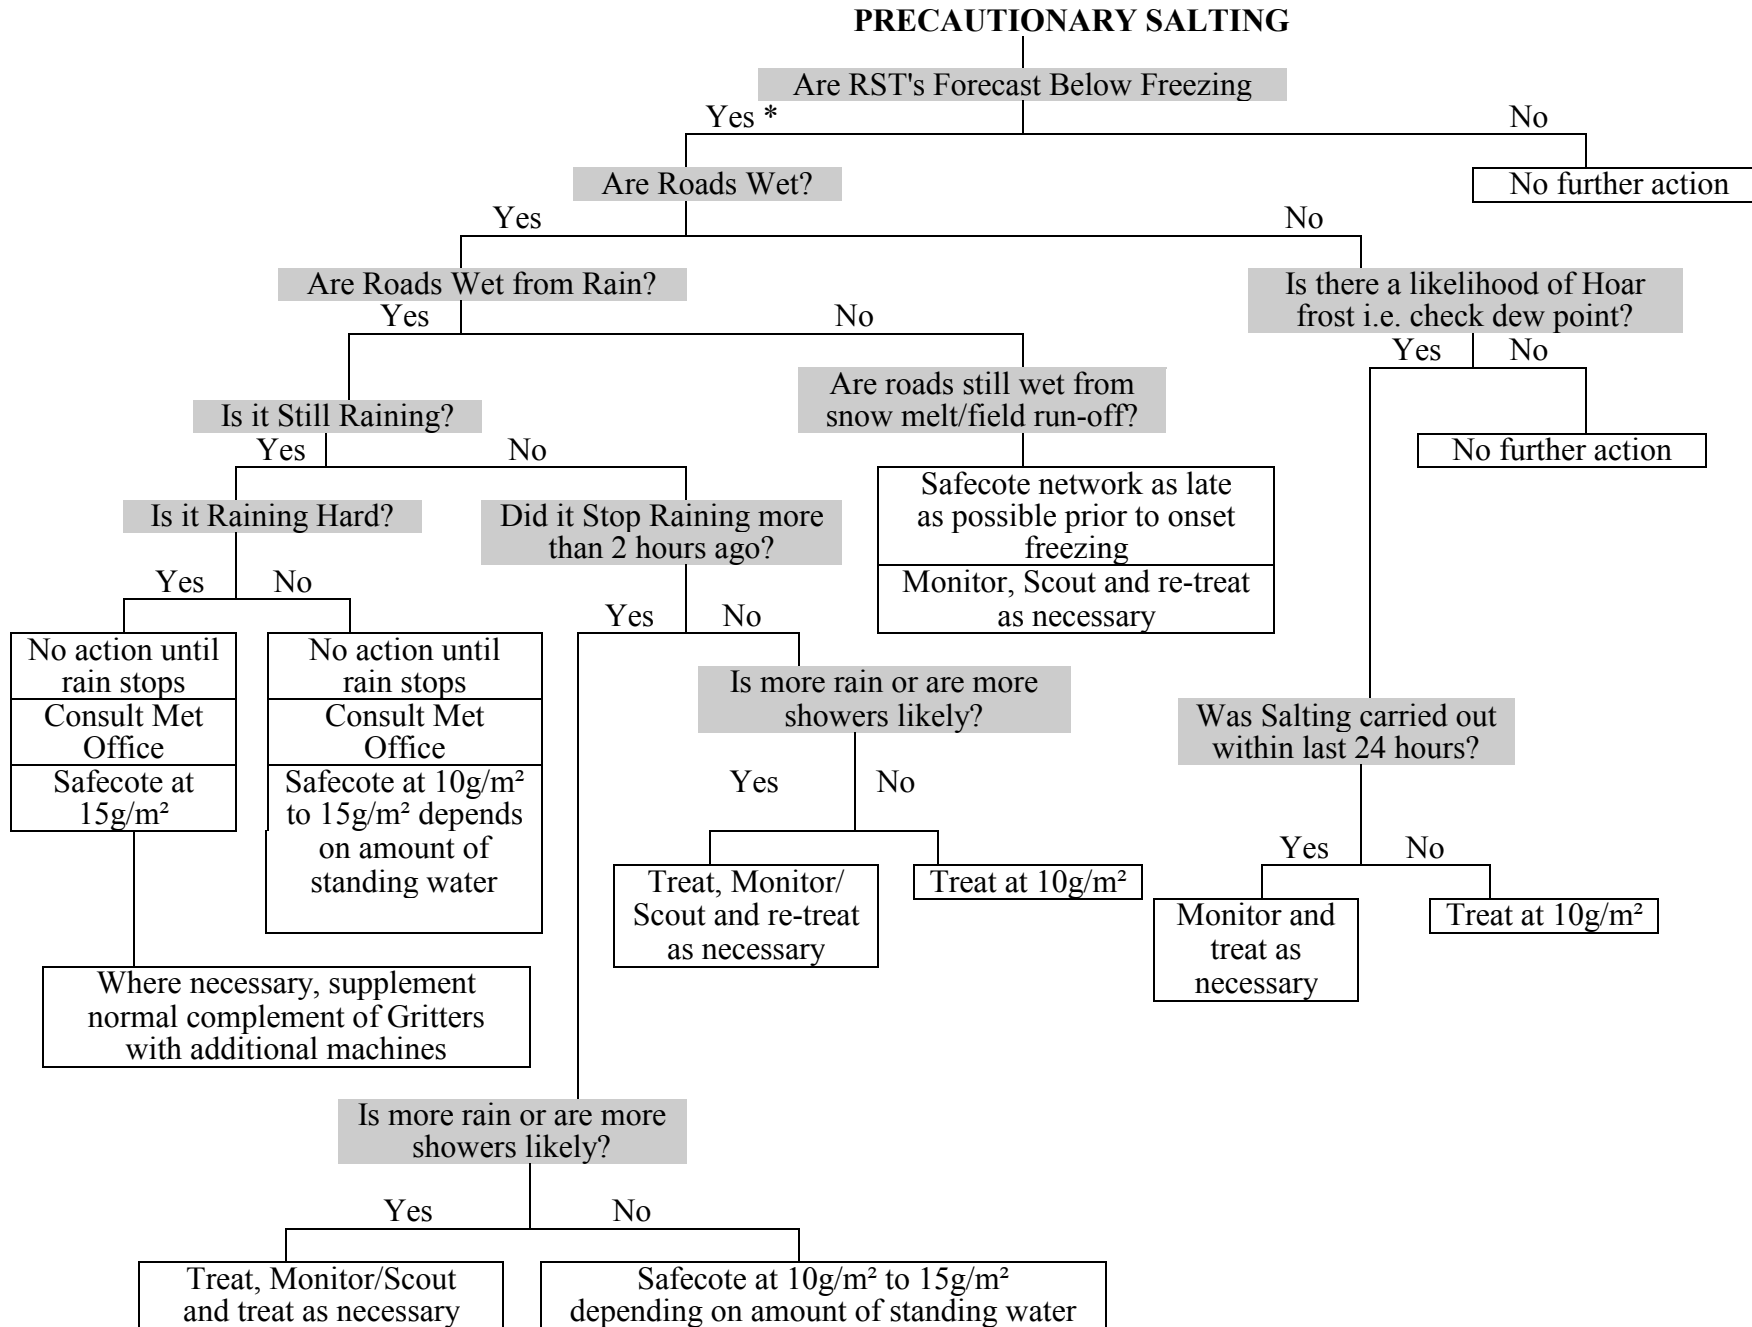 PRECAUTIONARY SALTING
Are RST's Forecast Below Freezing
Yes *
No
Are Roads Wet?
No further action
Yes
No
Are Roads Wet from Rain?
Is there a likelihood of Hoar
frost i.e. check dew point?
Yes
No
Yes
No
Are roads still wet from
snow melt/field run-off?
Is it Still Raining?
No further action
Yes
No
Safecote network as late
as possible prior to onset
freezing
Monitor, Scout and re-treat
as necessary
Is it Raining Hard?
Did it Stop Raining more
than 2 hours ago?
Yes
No
Yes
No
No action until
rain stops
Consult Met
Office
Safecote at
15g/m²
No action until
rain stops
Consult Met
Office
Safecote at 10g/m²
to 15g/m² depends
on amount of
standing water
Is more rain or are more
showers likely?
Was Salting carried out
within last 24 hours?
Yes
No
Yes
No
Treat, Monitor/
Scout and re-treat
as necessary
Treat at 10g/m²
Monitor and
treat as
necessary
Treat at 10g/m²
Where necessary, supplement
normal complement of Gritters
with additional machines
Is more rain or are more
showers likely?
Yes
No
Treat, Monitor/Scout
and treat as necessary
Safecote at 10g/m² to 15g/m²
depending on amount of standing water